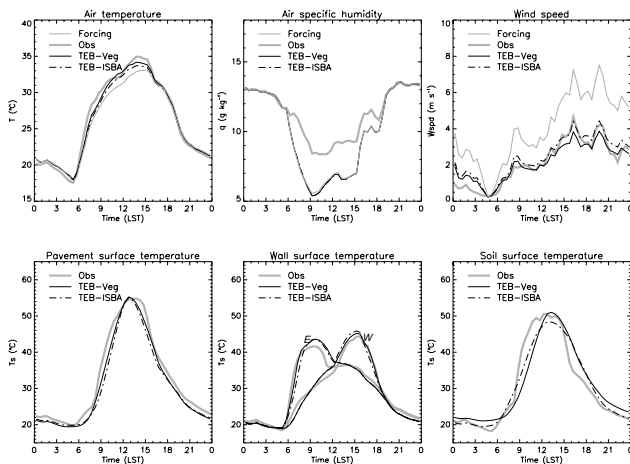 Air temperature
Forcing
Obs
TEB-Veg
TEB-ISBA
40
35
30
25
20
15
T (°C)
0 3 6 9 12 15 18 21 0
Time (LST)
Air specific humidity
Forcing
Obs
TEB-Veg
TEB-ISBA
15
10
5
q (g kg⁻¹)
0 3 6 9 12 15 18 21 0
Time (LST)
Wind speed
Forcing
Obs
TEB-Veg
TEB-ISBA
10
8
6
4
2
0
Wspd (m s⁻¹)
0 3 6 9 12 15 18 21 0
Time (LST)
Pavement surface temperature
Obs
TEB-Veg
TEB-ISBA
60
50
40
30
20
Ts (°C)
0 3 6 9 12 15 18 21 0
Time (LST)
Wall surface temperature
Obs
TEB-Veg
TEB-ISBA
E
W
60
50
40
30
20
Ts (°C)
0 3 6 9 12 15 18 21 0
Time (LST)
Soil surface temperature
Obs
TEB-Veg
TEB-ISBA
60
50
40
30
20
Ts (°C)
0 3 6 9 12 15 18 21 0
Time (LST)